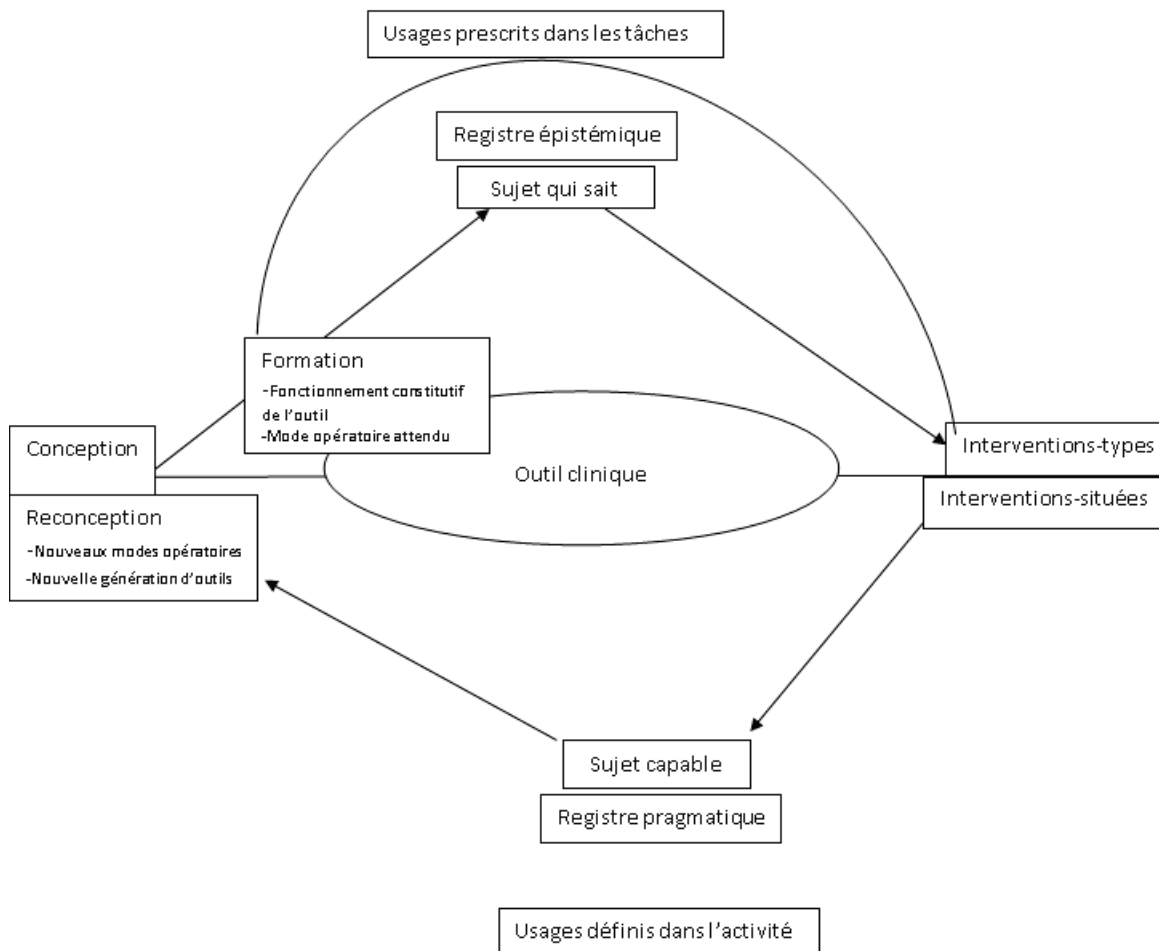 Usages prescrits dans les tâches
Registre épistémique
Sujet qui sait
Formation
-Fonctionnement constitutif
de l'outil
-Mode opératoire attendu
Conception
Outil clinique
Interventions-types
Interventions-situées
Reconception
-Nouveaux modes opératoires
-Nouvelle génération d'outils
Sujet capable
Registre pragmatique
Usages définis dans l'activité